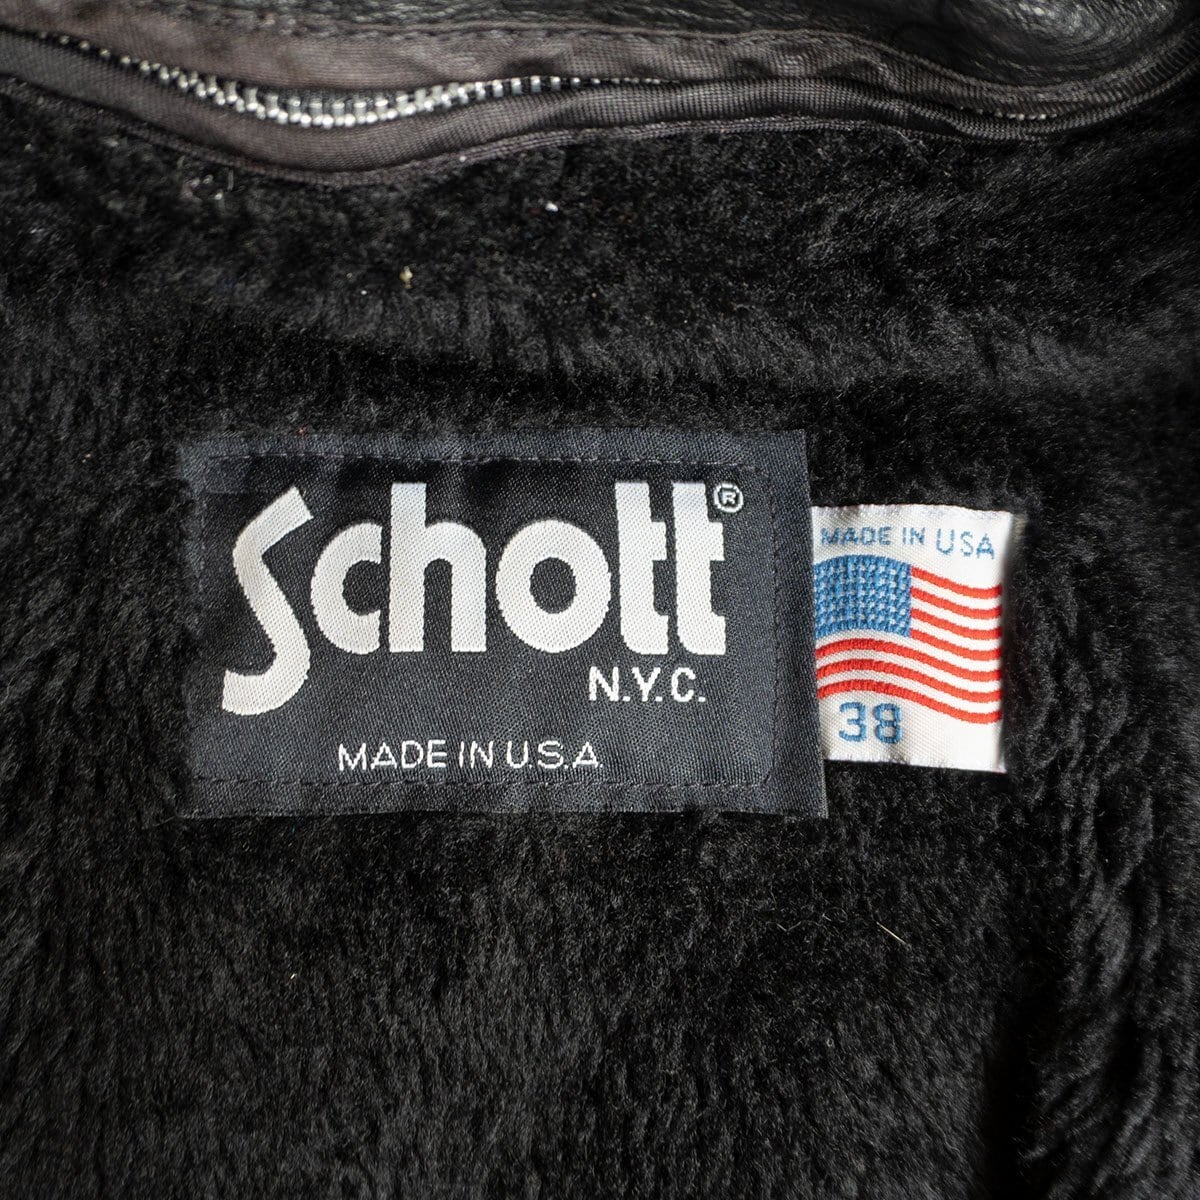 Schott®
N.Y.C.
MADE IN U.S.A
MADE IN USA
38